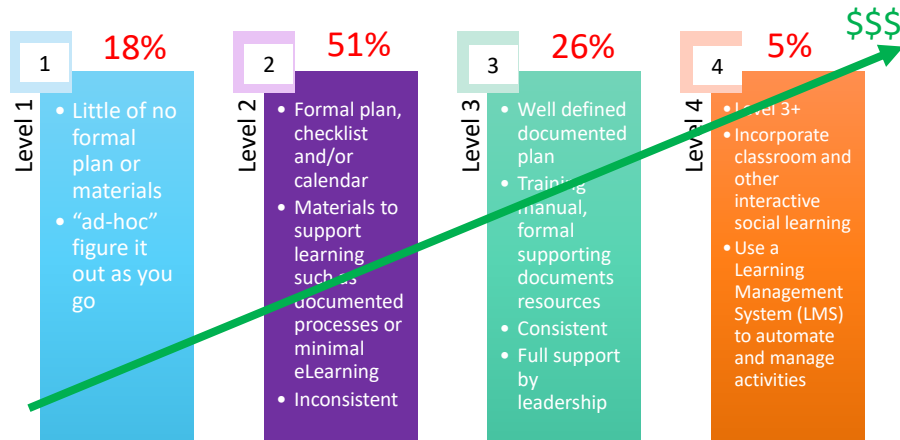 $$$
1
18%
Level 1
• Little of no
formal
plan or
materials
• “ad-hoc”
figure it
out as you
go
2
51%
Level 2
• Formal plan,
checklist
and/or
calendar
• Materials to
support
learning
such as
documented
processes or
minimal
eLearning
• Inconsistent
3
26%
Level 3
• Well defined
documented
plan
• Training
manual,
formal
supporting
documents
resources
• Consistent
• Full support
by
leadership
4
5%
Level 4
• Level 3+
• Incorporate
classroom and
other
interactive
social learning
• Use a
Learning
Management
System (LMS)
to automate
and manage
activities